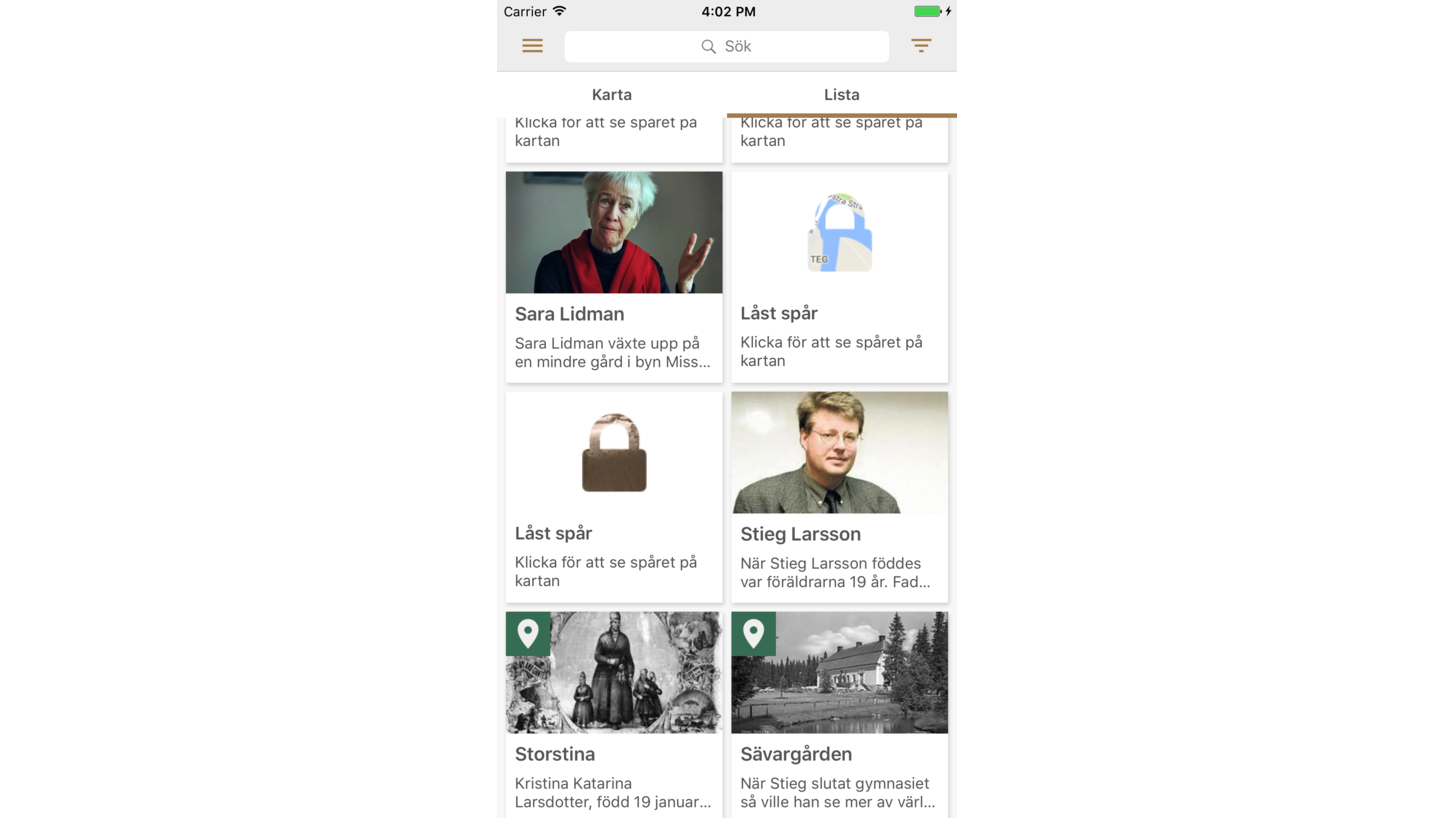 Carrier
4:02 PM
Sök
Karta
Lista
Klicka för att se spåret på
kartan
Klicka för att se spåret på
kartan
Sara Lidman
Sara Lidman växte upp på
en mindre gård i byn Miss...
TEG
Låst spår
Klicka för att se spåret på
kartan
Låst spår
Klicka för att se spåret på
kartan
Stieg Larsson
När Stieg Larsson föddes
var föräldrarna 19 år. Fad...
Storstina
Kristina Katarina
Larsdotter, född 19 januar...
Sävargården
När Stieg slutat gymnasiet
så ville han se mer av värl...